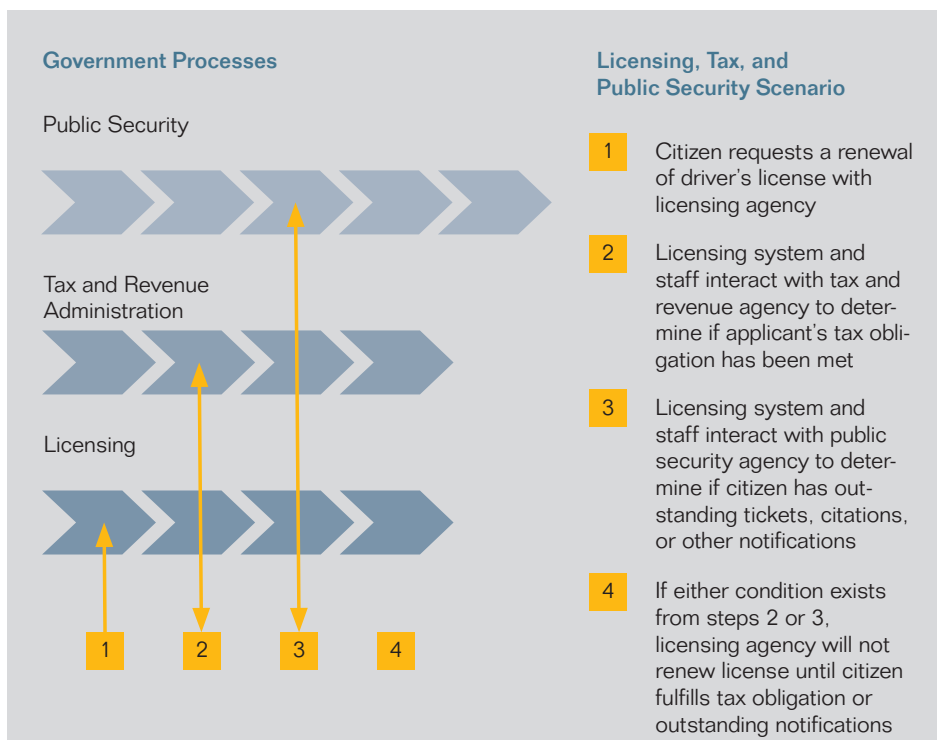 Government Processes
Public Security
Tax and Revenue
Administration
Licensing
1
2
3
4
Licensing, Tax, and
Public Security Scenario
1
Citizen requests a renewal
of driver's license with
licensing agency
2
Licensing system and
staff interact with tax and
revenue agency to deter-
mine if applicant's tax obli-
gation has been met
3
Licensing system and
staff interact with public
security agency to deter-
mine if citizen has out-
standing tickets, citations,
or other notifications
4
If either condition exists
from steps 2 or 3,
licensing agency will not
renew license until citizen
fulfills tax obligation or
outstanding notifications